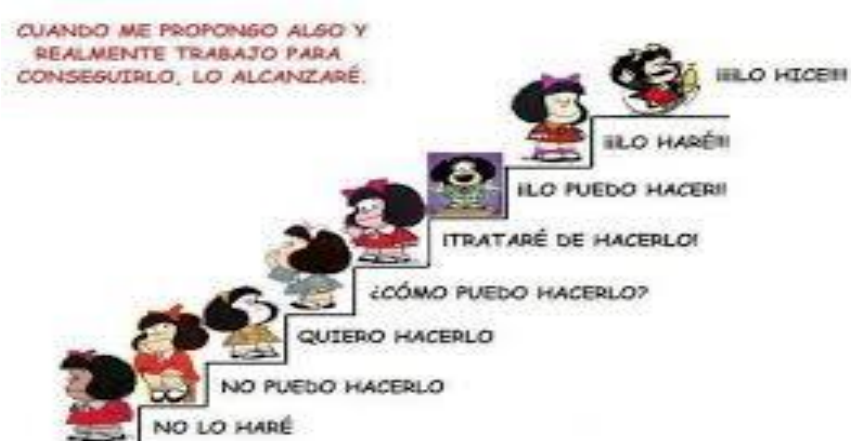 CUANDO ME PROPONGO ALGO Y
REALMENTE TRABAJO PARA
CONSEGUIRLO, LO ALCANZARÉ.
¡¡¡¡LO HICE!!!!
¡¡¡LO HARÉ!!!
¡¡LO PUEDO HACER!!
¡TRATARÉ DE HACERLO!
¿CÓMO PUEDO HACERLO?
QUIERO HACERLO
NO PUEDO HACERLO
NO LO HARÉ